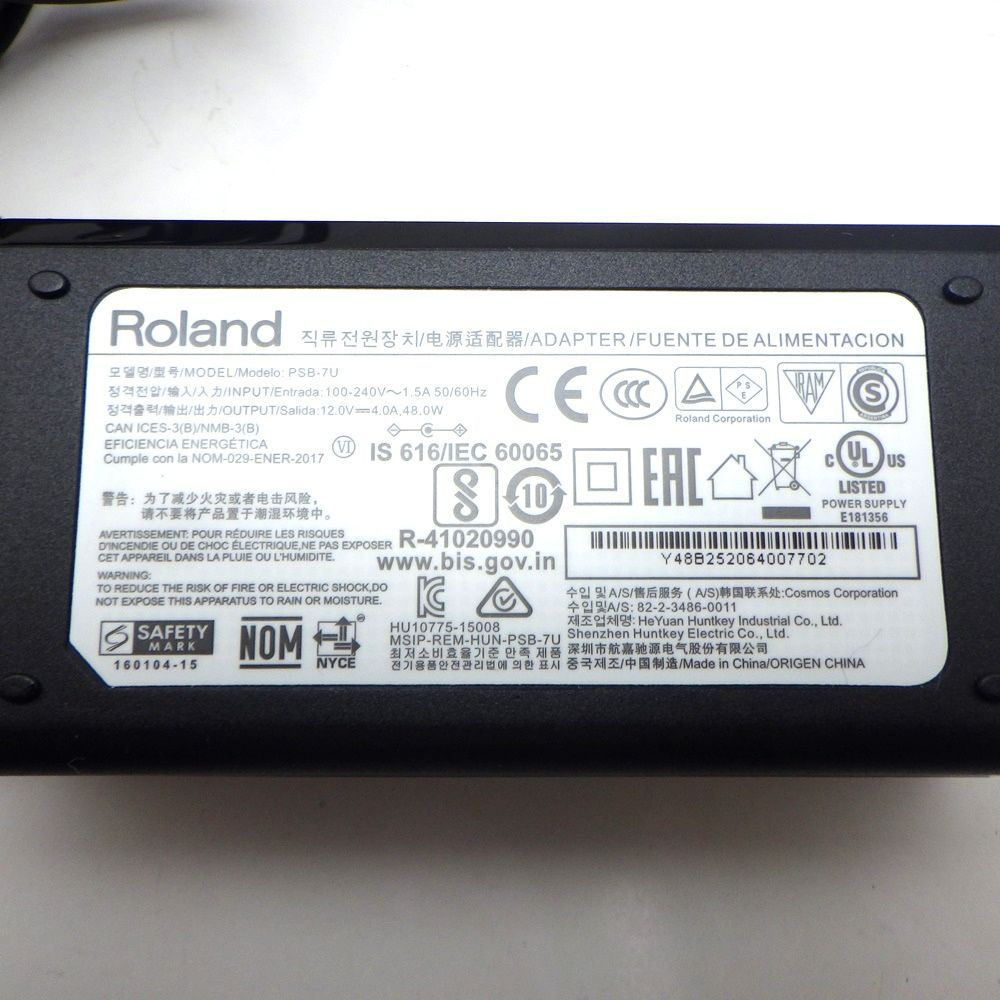 Roland 직류전원장치/电源适配器/ADAPTER/FUENTE DE ALIMENTACION
모델명/型号/MODEL/Modelo: PSB-7U
정격전압/輸入/入力/INPUT/Entrada: 100-240V～1.5A 50/60Hz
정격출력/输出/出力/OUTPUT/Salida: 12.0V⎓4.0A,48.0W
CAN ICES-3(B)/NMB-3(B)
EFICIENCIA ENERGÉTICA
Cumple con la NOM-029-ENER-2017
VI
IS 616/IEC 60065
警告: 为了减少火灾或者电击风险,
请不要将产品置于潮湿环境中.
AVERTISSEMENT: POUR RÉDUIRE LES RISQUES
D'INCENDIE OU DE CHOC ÉLECTRIQUE,NE PAS EXPOSER
CET APPAREIL DANS LA PLUIE OU L'HUMIDITE.
WARNING:
TO REDUCE THE RISK OF FIRE OR ELECTRIC SHOCK,DO
NOT EXPOSE THIS APPARATUS TO RAIN OR MOISTURE.
SAFETY
MARK
160104-15
NOM
NYCE
CE
CCC
PS
E
Roland Corporation
IRAM
S
10
EAC
C UL US
LISTED
POWER SUPPLY
E181356
R-41020990
www.bis.gov.in
Y48B252064007702
HU10775-15008
MSIP-REM-HUN-PSB-7U
최저소비효율기준 만족 제품
전기용품안전관리법에 의한 표시
수입 및A/S/售后服务 ( A/S)韩国联系处:Cosmos Corporation
수입및A/S: 82-2-3486-0011
제조업체명: HeYuan Huntkey Industrial Co., Ltd.
Shenzhen Huntkey Electric Co., Ltd.
深圳市航嘉驰源电气股份有限公司
중국제조/中国制造/Made in China/ORIGEN CHINA